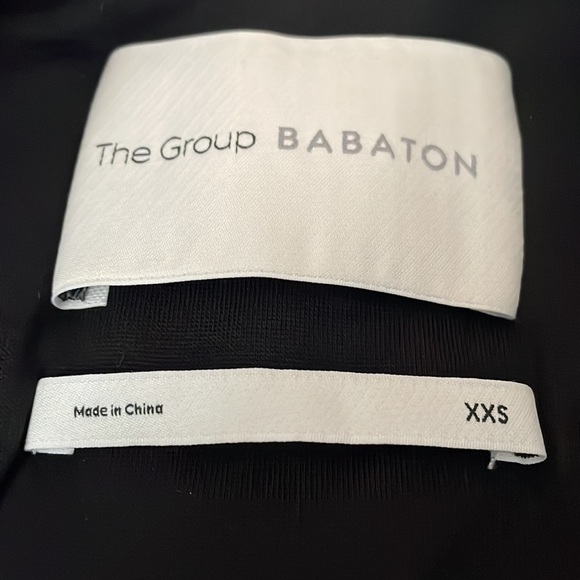 The Group BABATON
Made in China XXS